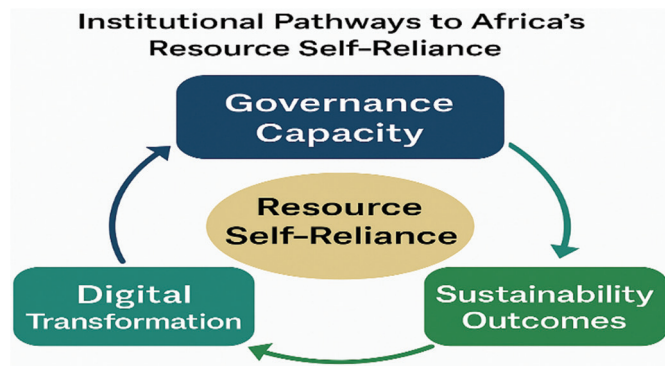 Institutional Pathways to Africa's
Resource Self-Reliance
Governance
Capacity
Resource
Self-Reliance
Digital
Transformation
Sustainability
Outcomes